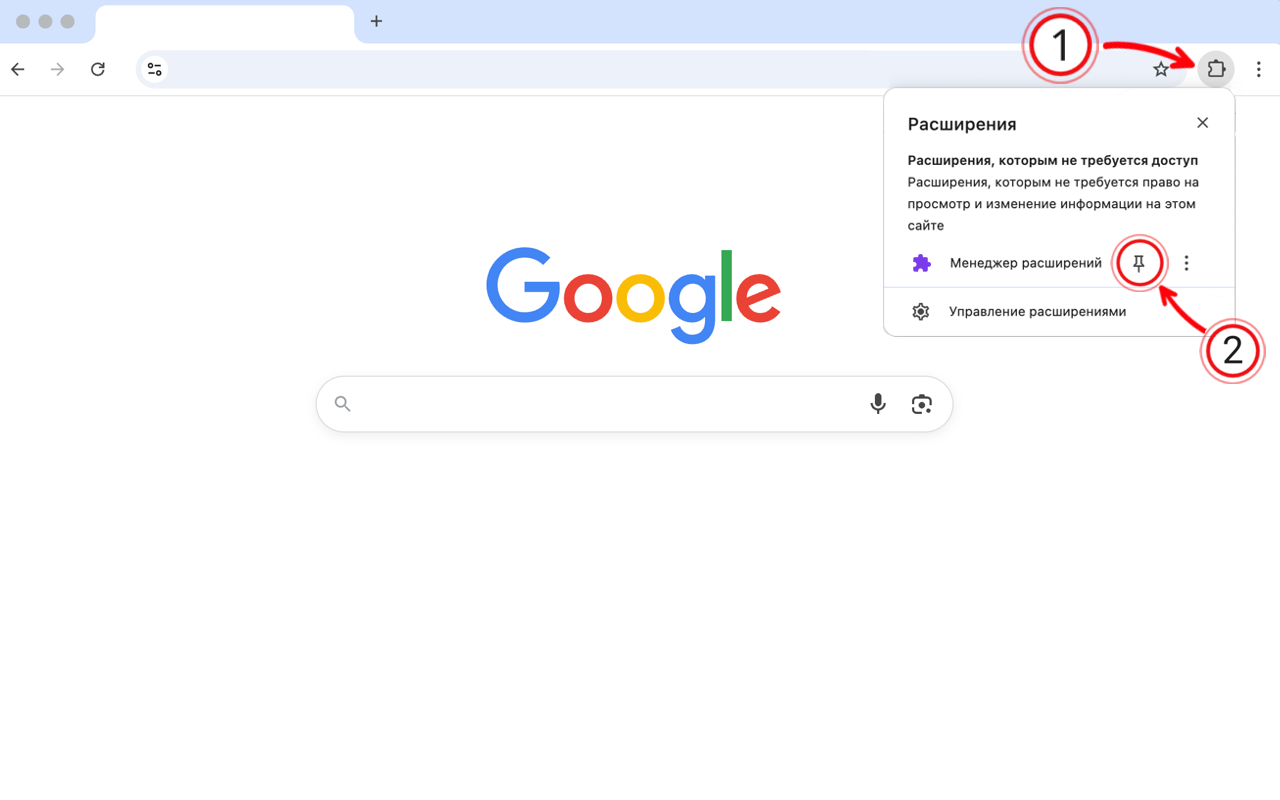 1
Расширения
Расширения, которым не требуется доступ
Расширения, которым не требуется право на
просмотр и изменение информации на этом
сайте
Менеджер расширений
Управление расширениями
2
Google